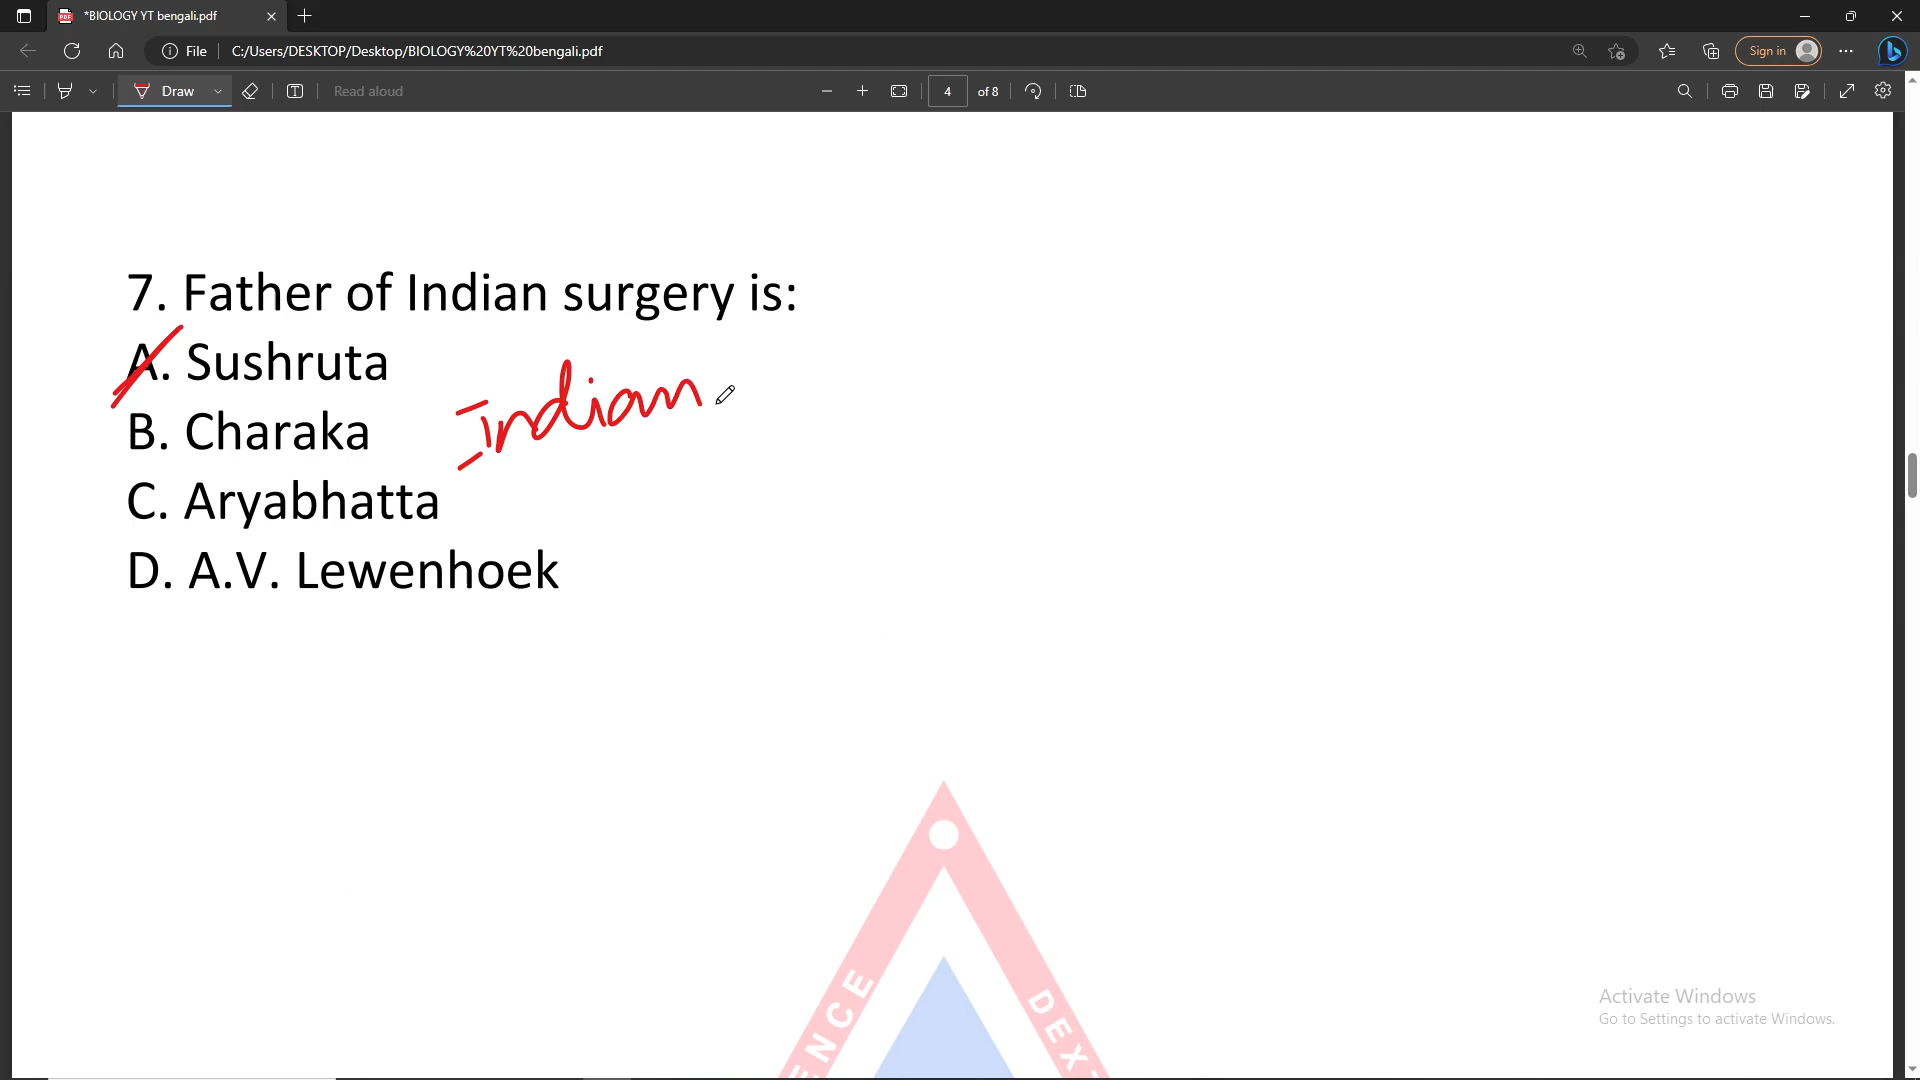 *BIOLOGY YT bengali.pdf
File C:/Users/DESKTOP/Desktop/BIOLOGY%20YT%20bengali.pdf Sign in
Draw Read aloud 4 of 8
7. Father of Indian surgery is:
A. Sushruta
Indian
B. Charaka
C. Aryabhatta
D. A.V. Lewenhoek
ENCE
DEX
Activate Windows
Go to Settings to activate Windows.